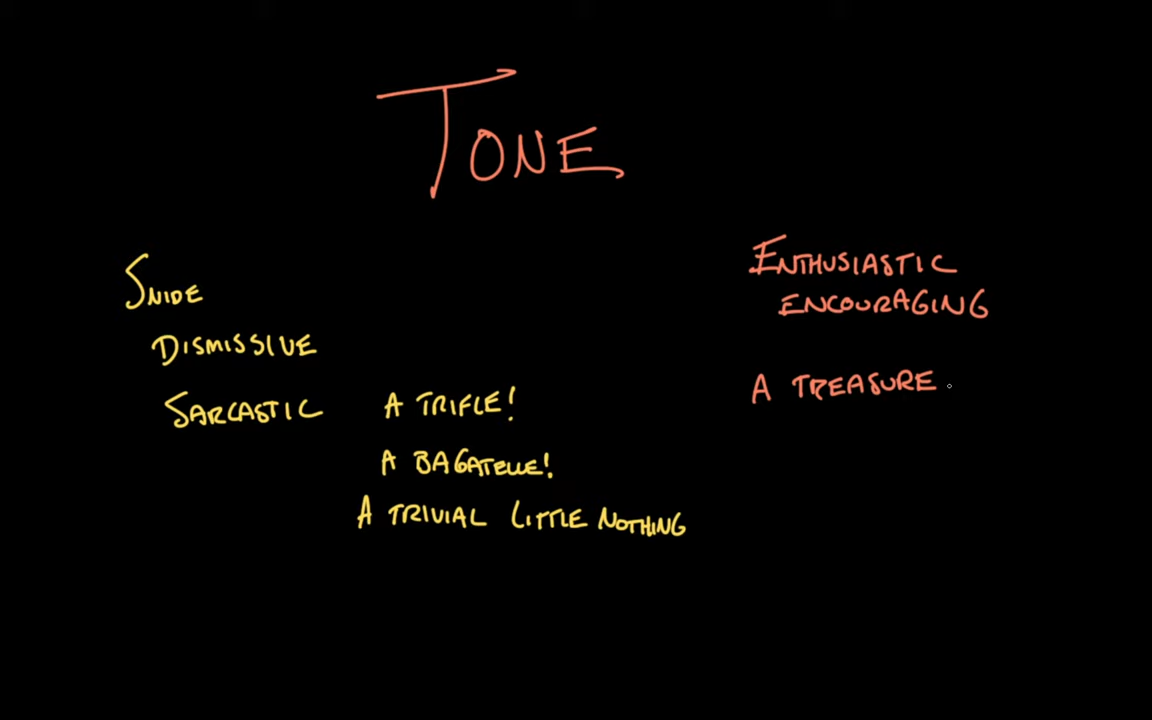 TONE
SNIDE
DISMISSIVE
SARCASTIC
A TRIFLE!
A BAGATELLE!
A TRIVIAL LITTLE NOTHING
ENTHUSIASTIC
ENCOURAGING
A TREASURE